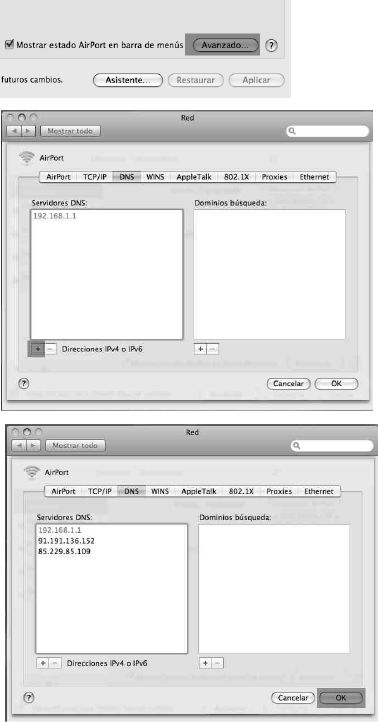 Mostrar estado AirPort en barra de menús Avanzado... ?
futuros cambios. Asistente... Restaurar Aplicar
Red
Mostrar todo
AirPort
AirPort TCP/IP DNS WINS AppleTalk 802.1X Proxies Ethernet
Servidores DNS: Dominios búsqueda:
192.168.1.1
+ − Direcciones IPv4 o IPv6 + −
? Cancelar OK
Red
Mostrar todo
AirPort
AirPort TCP/IP DNS WINS AppleTalk 802.1X Proxies Ethernet
Servidores DNS: Dominios búsqueda:
192.168.1.1
91.191.136.152
85.229.85.109
+ − Direcciones IPv4 o IPv6 + −
? Cancelar OK